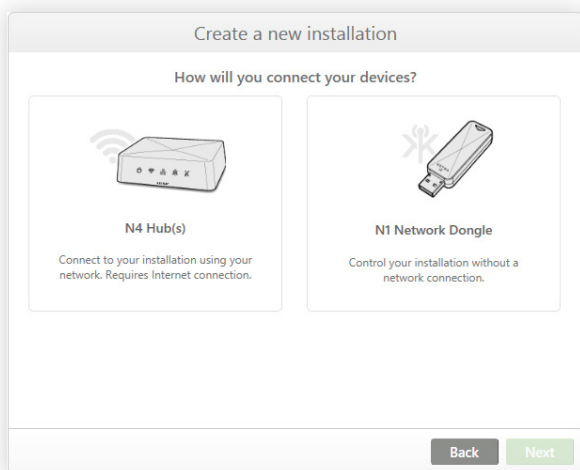 Create a new installation
How will you connect your devices?
N4 Hub(s)
Connect to your installation using your
network. Requires Internet connection.
N1 Network Dongle
Control your installation without a
network connection.
Back
Next